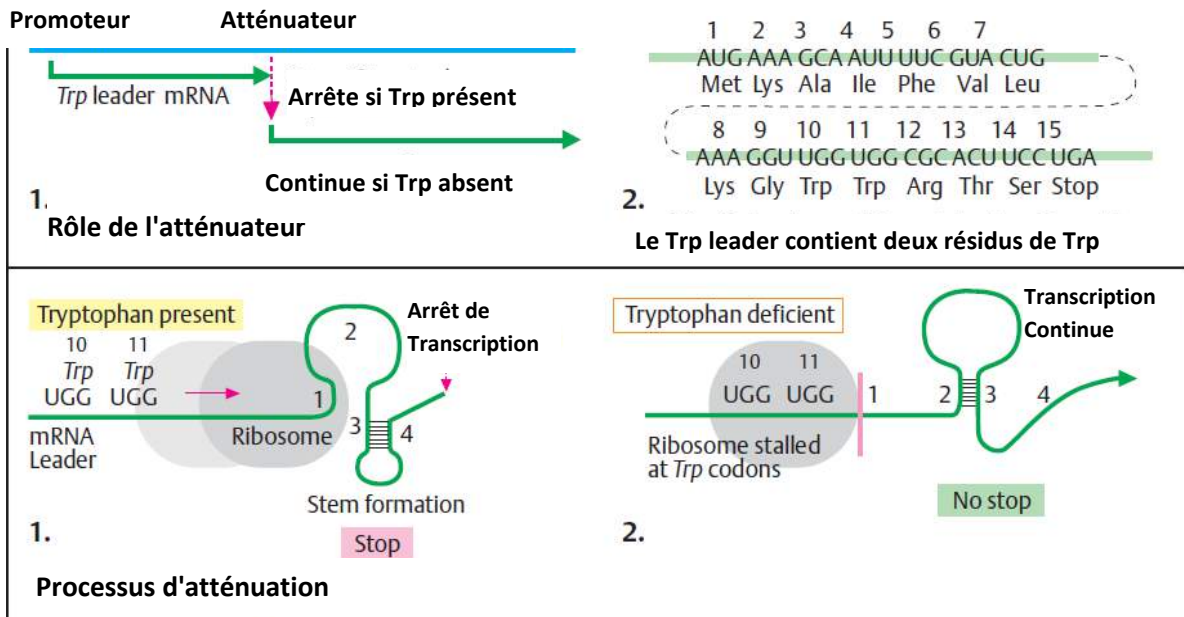 Promoteur Atténuateur
Trp leader mRNA
Arrête si Trp présent
Continue si Trp absent
1.
Rôle de l'atténuateur
1 2 3 4 5 6 7
AUG AAA GCA AUU UUC GUA CUG
Met Lys Ala Ile Phe Val Leu
8 9 10 11 12 13 14 15
AAA GGU UGG UGG CGC ACU UCC UGA
Lys Gly Trp Trp Arg Thr Ser Stop
2.
Le Trp leader contient deux résidus de Trp
Tryptophan present
10 11
Trp Trp
UGG UGG
mRNA
Leader
Ribosome
1
2
3
4
Arrêt de
Transcription
Stem formation
Stop
1.
Processus d'atténuation
Tryptophan deficient
10 11
UGG UGG
Ribosome stalled
at Trp codons
1
2
3
4
Transcription
Continue
No stop
2.